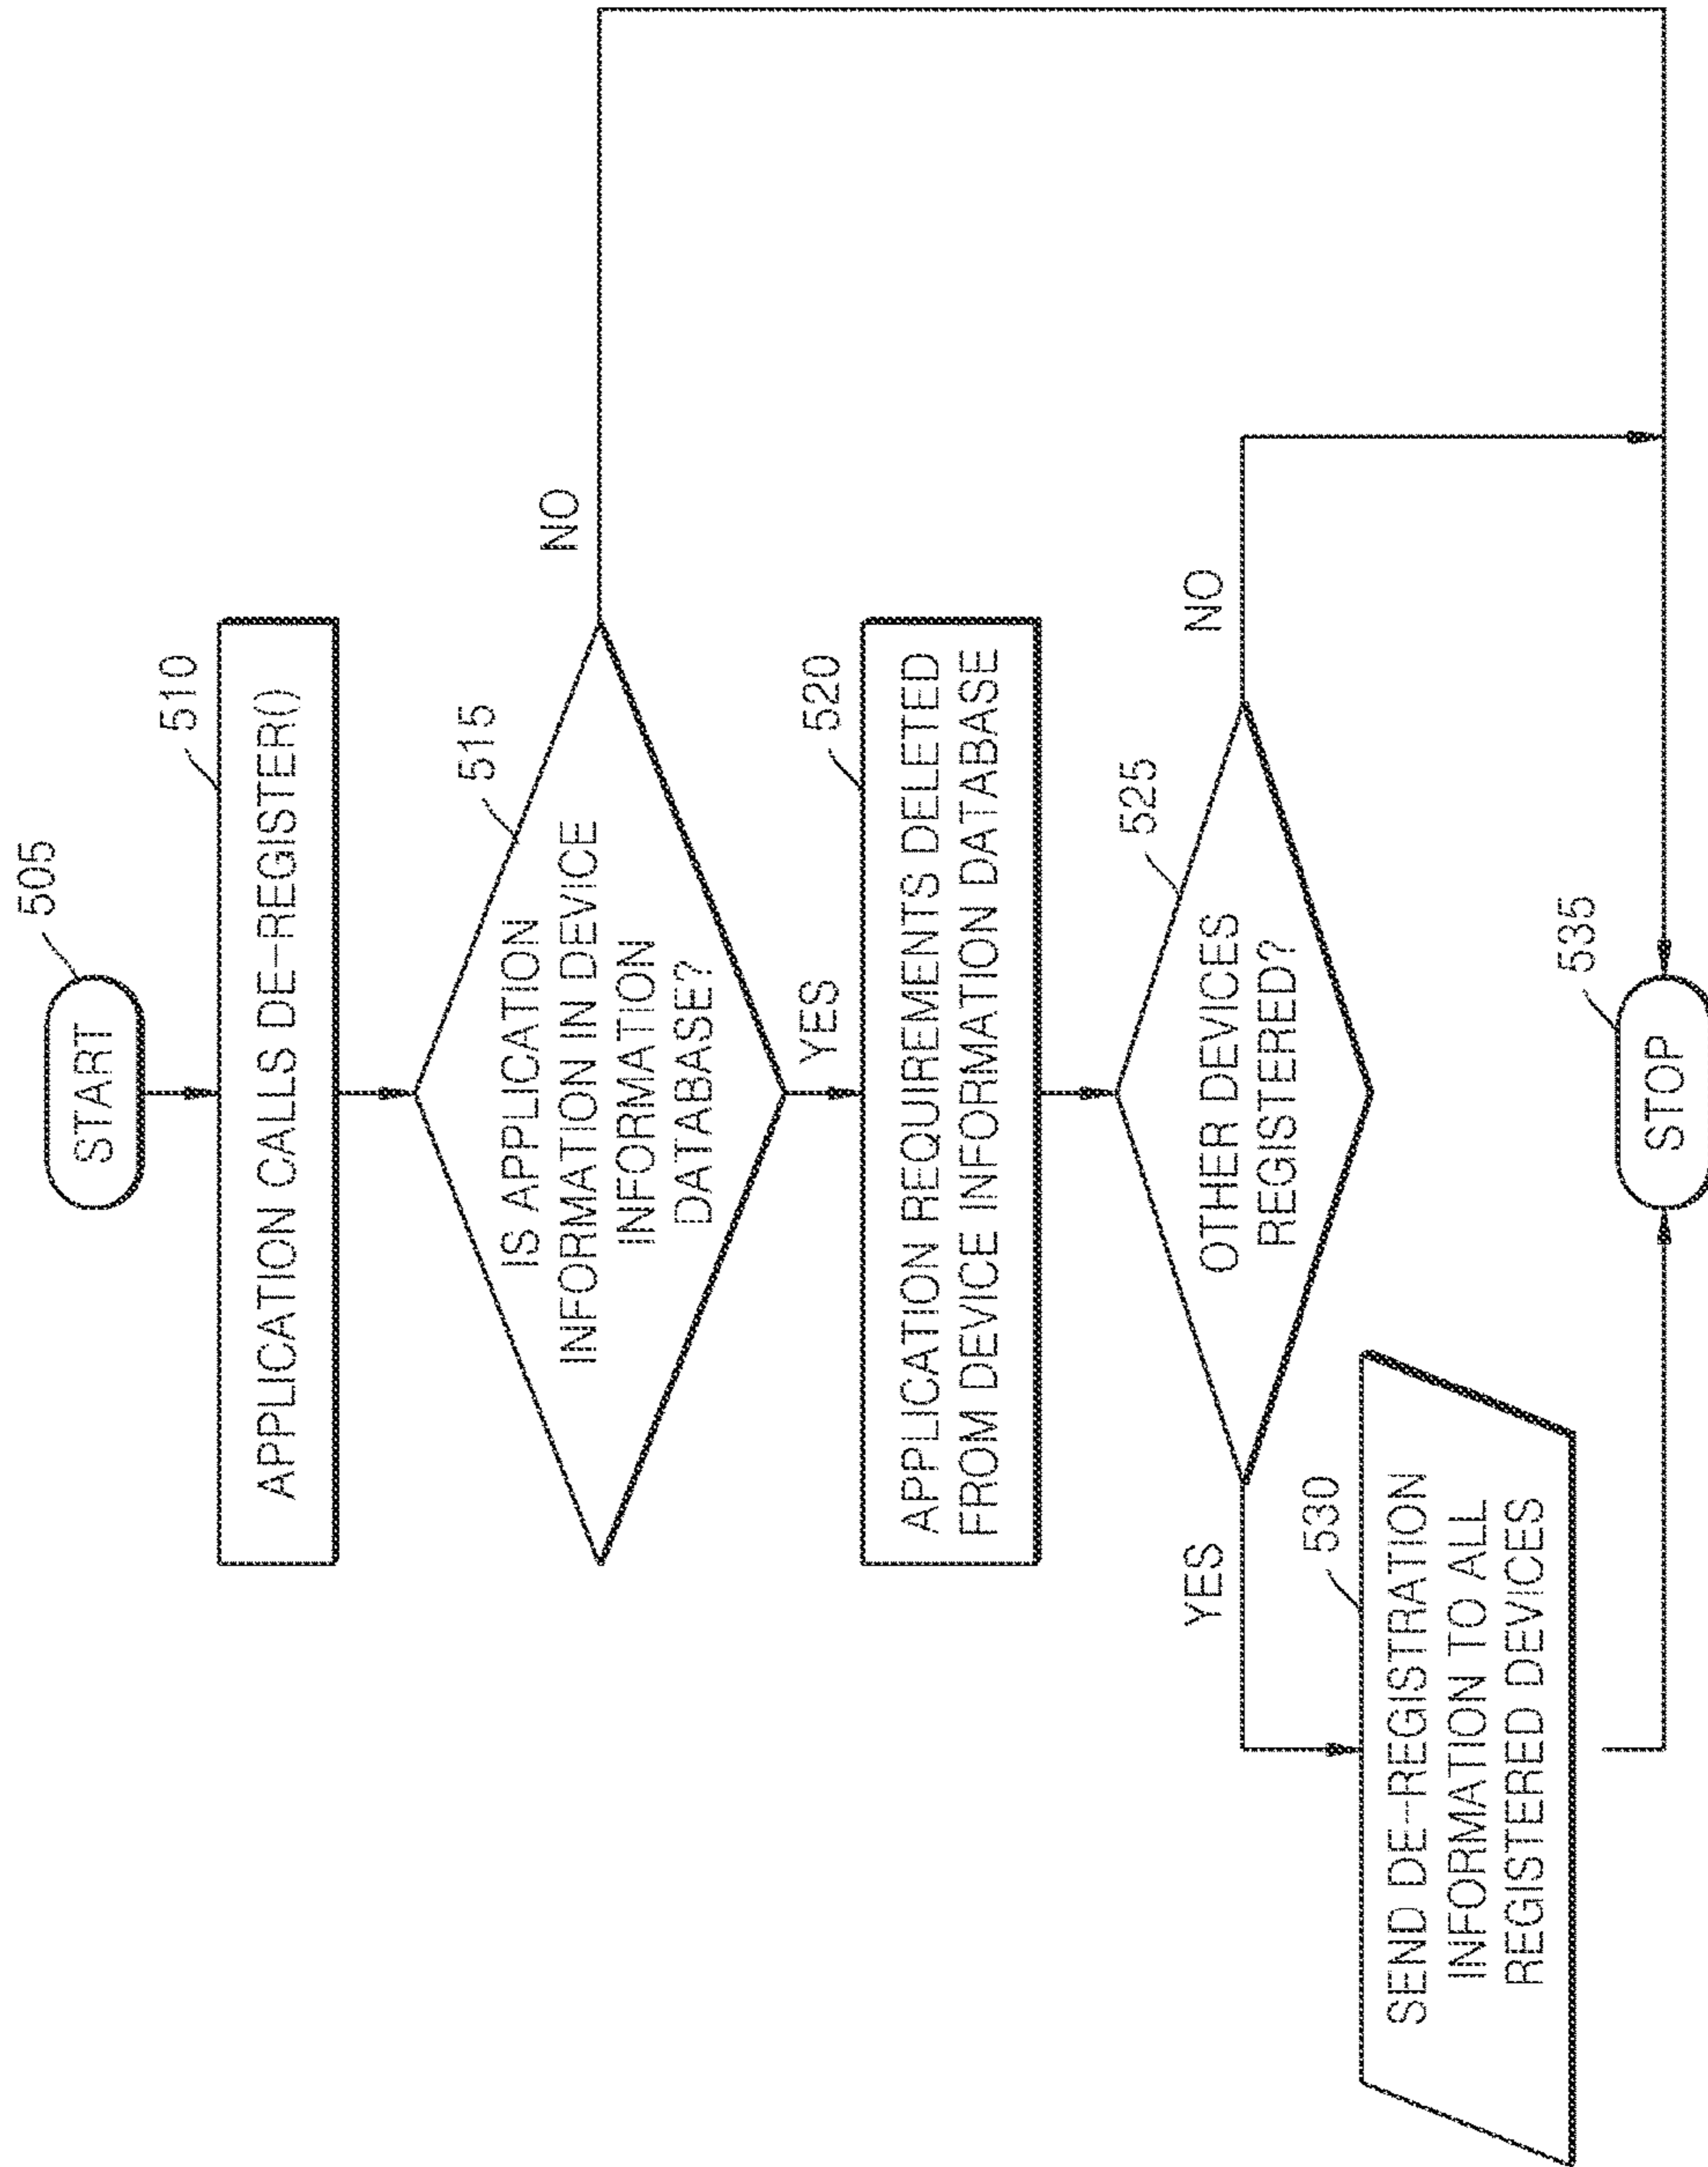 START
505
APPLICATION CALLS DE-REGISTER()
510
IS APPLICATION
INFORMATION IN DEVICE
INFORMATION
DATABASE?
515
NO
YES
APPLICATION REQUIREMENTS DELETED
FROM DEVICE INFORMATION DATABASE
520
OTHER DEVICES
REGISTERED?
525
NO
YES
SEND DE-REGISTRATION
INFORMATION TO ALL
REGISTERED DEVICES
530
STOP
535